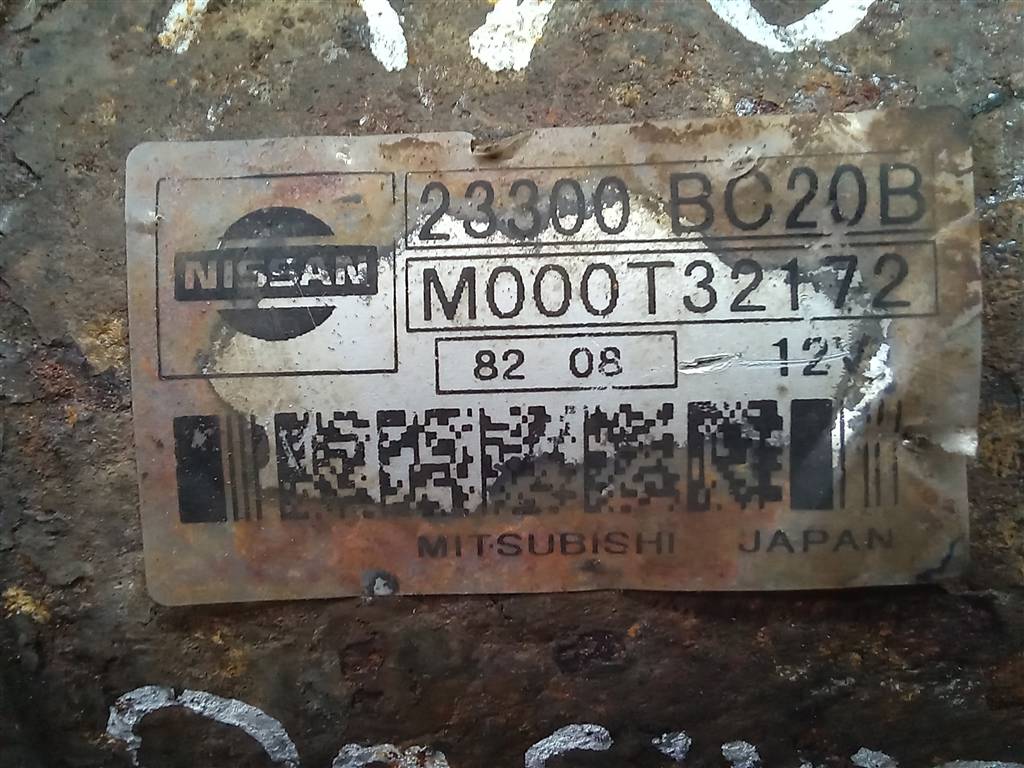 NISSAN
23300 BC20B
M000T32172
82 08
12V
MITSUBISHI JAPAN